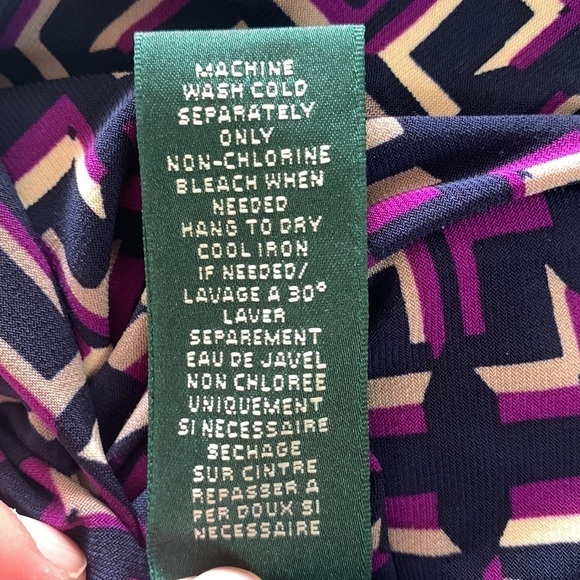 MACHINE
WASH COLD
SEPARATELY
ONLY
NON-CHLORINE
BLEACH WHEN
NEEDED
HANG TO DRY
COOL IRON
IF NEEDED/
LAVAGE A 30°
LAVER
SEPAREMENT
EAU DE JAVEL
NON CHLOREE
UNIQUEMENT
SI NECESSAIRE
SECHAGE
SUR CINTRE
REPASSER A
FER DOUX SI
NECESSAIRE